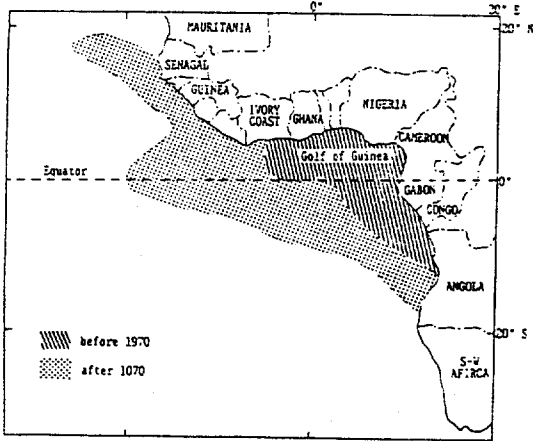 0°
20° E
20° N
MAURITANIA
SENAGAL
GUINEA
IVORY
COAST
GHANA
NIGERIA
CAMEROON
Golf of Guinea
Equator
0°
GABON
CONGO
ANGOLA
before 1970
20° S
after 1070
S-W
AFIRCA